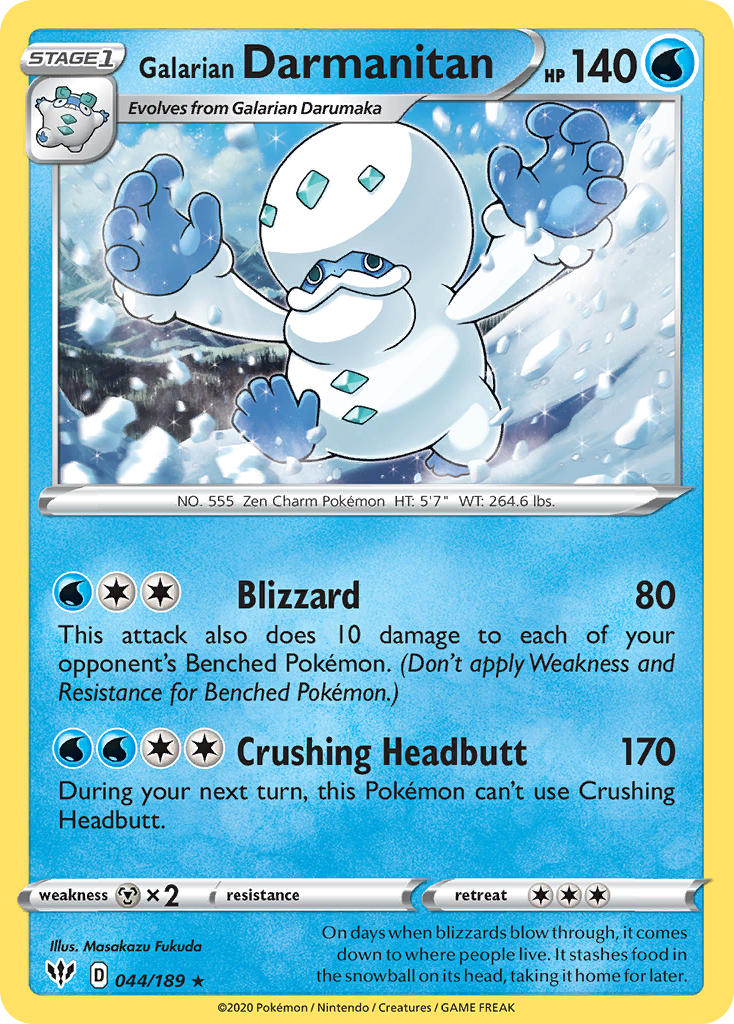 STAGE 1
Galarian Darmanitan
HP 140
Evolves from Galarian Darumaka
NO. 555 Zen Charm Pokémon HT: 5'7" WT: 264.6 lbs.
Blizzard 80
This attack also does 10 damage to each of your
opponent's Benched Pokémon. (Don't apply Weakness and
Resistance for Benched Pokémon.)
Crushing Headbutt 170
During your next turn, this Pokémon can't use Crushing
Headbutt.
weakness ×2 resistance retreat
Illus. Masakazu Fukuda
D 044/189 ★
On days when blizzards blow through, it comes
down to where people live. It stashes food in
the snowball on its head, taking it home for later.
©2020 Pokémon / Nintendo / Creatures / GAME FREAK